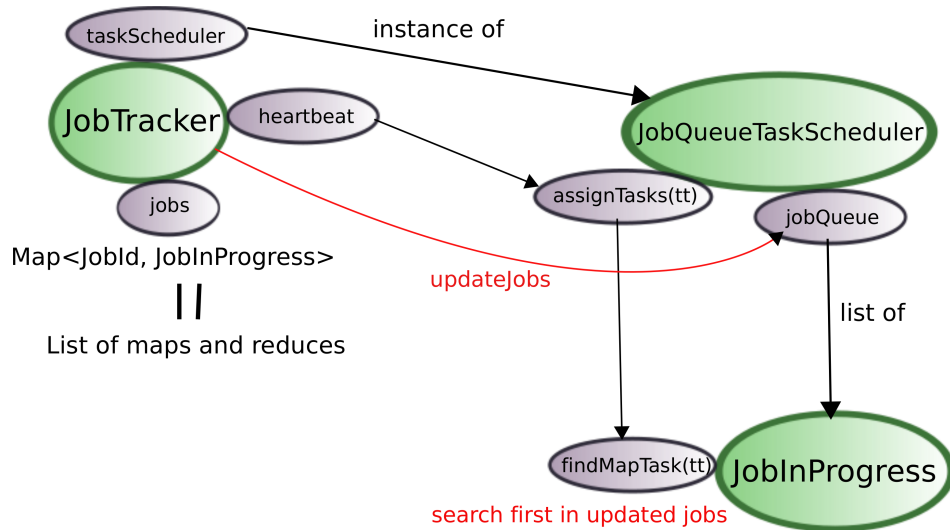 taskScheduler
instance of
JobTracker
heartbeat
JobQueueTaskScheduler
assignTasks(tt)
jobs
jobQueue
Map<JobId, JobInProgress>
updateJobs
list of
List of maps and reduces
findMapTask(tt)
JobInProgress
search first in updated jobs